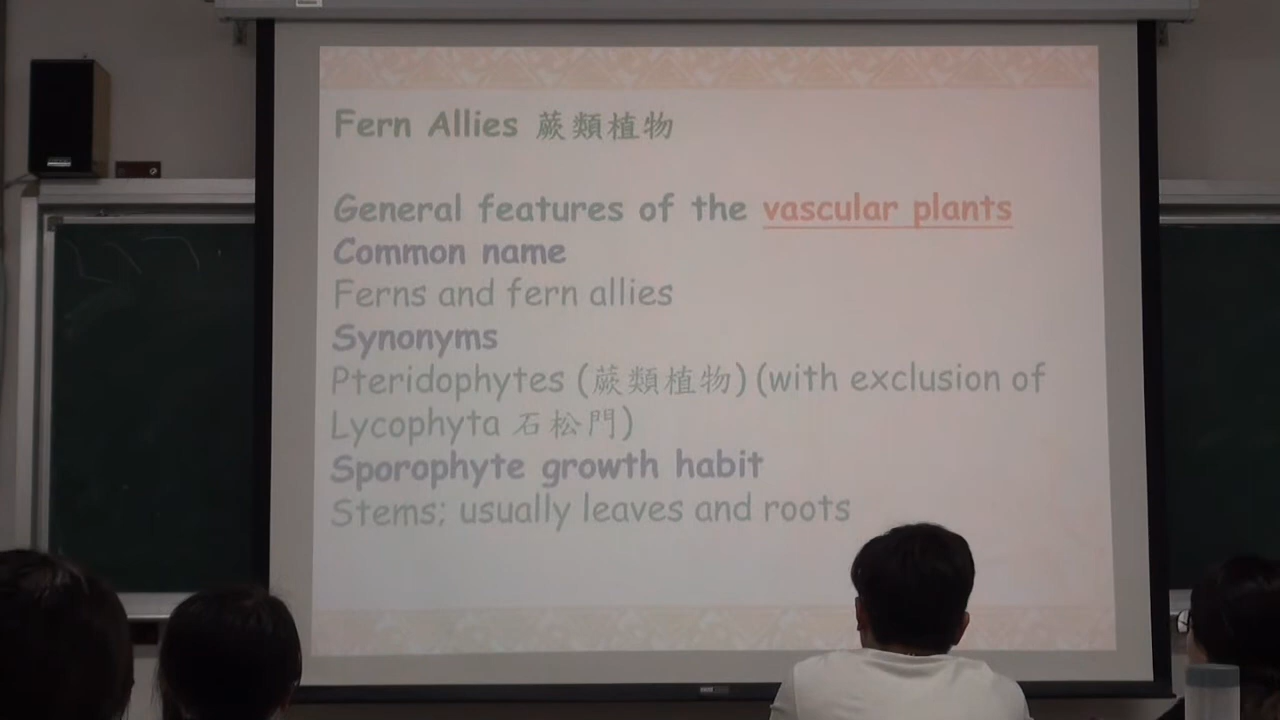 Fern Allies 蕨類植物
General features of the vascular plants
Common name
Ferns and fern allies
Synonyms
Pteridophytes (蕨類植物) (with exclusion of
Lycophyta 石松門)
Sporophyte growth habit
Stems; usually leaves and roots